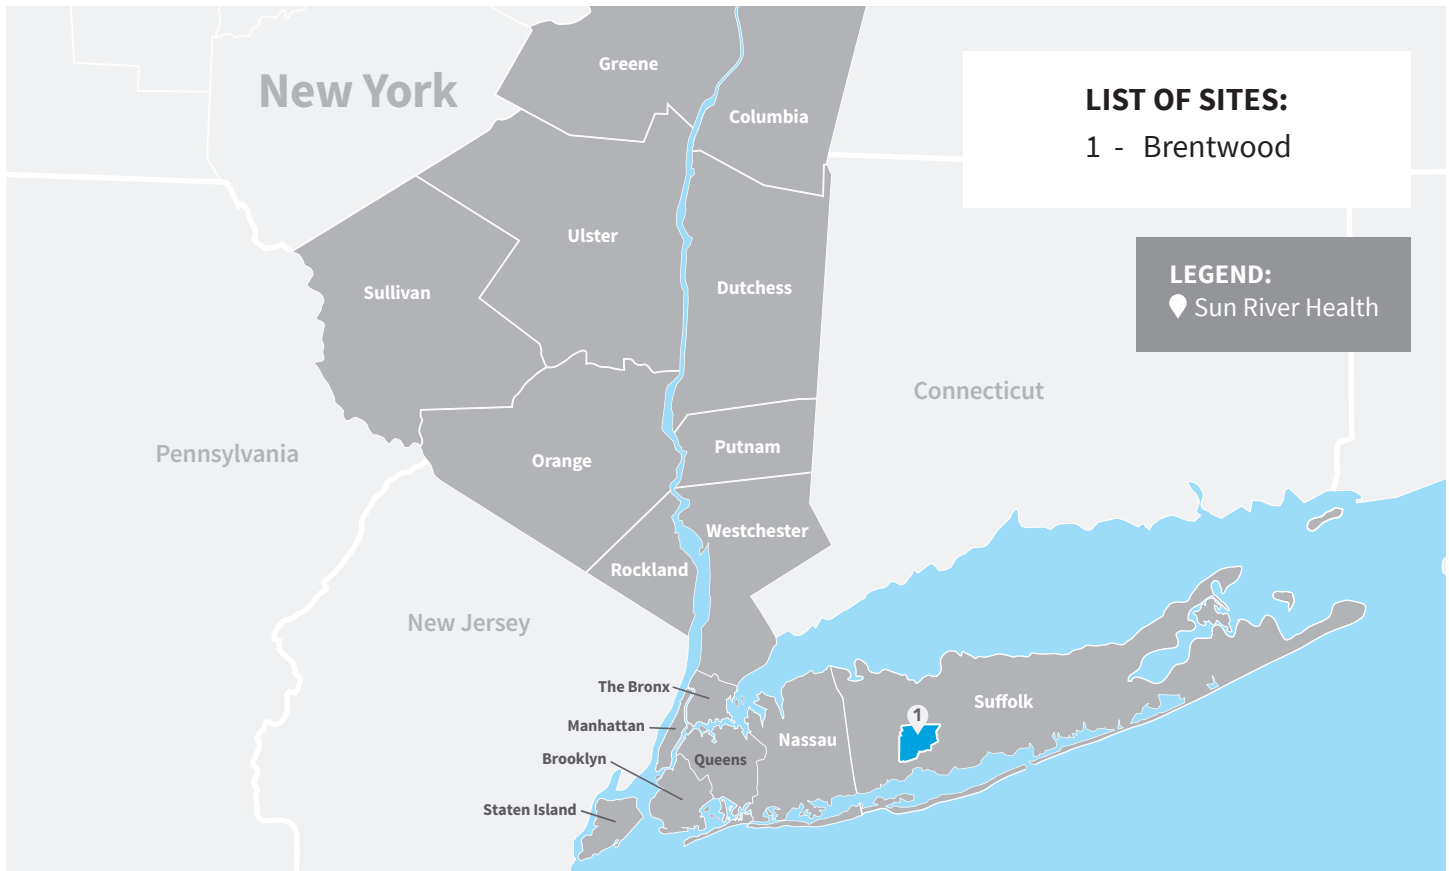 Greene
New York
Columbia
LIST OF SITES:
1 - Brentwood
Ulster
Sullivan
Dutchess
LEGEND:
Sun River Health
Connecticut
Pennsylvania
Orange
Putnam
Westchester
Rockland
New Jersey
The Bronx
Suffolk
1
Manhattan
Nassau
Brooklyn
Queens
Staten Island